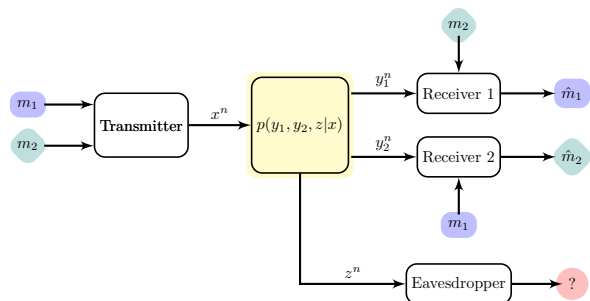 m₂
m₁
m₂
Transmitter
xⁿ
p(y₁, y₂, z|x)
y₁ⁿ
Receiver 1
m̂₁
y₂ⁿ
Receiver 2
m̂₂
m₁
zⁿ
Eavesdropper
?